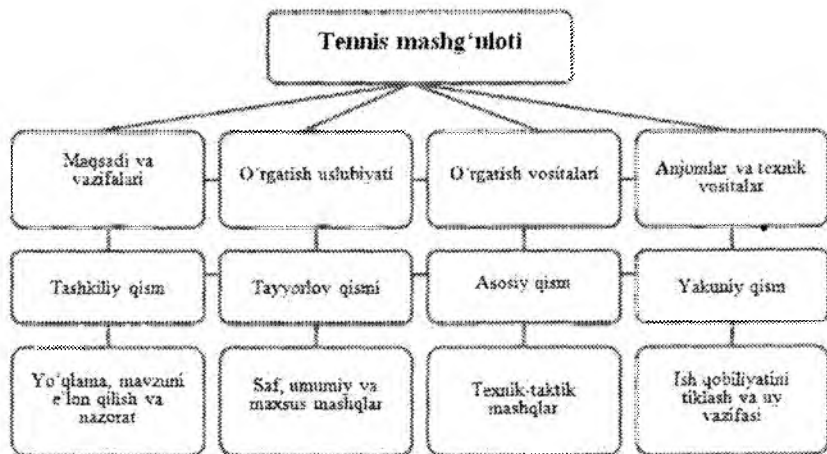 Tennis mashg‘uloti
Maqsadi va
vazifalari
O‘rgatish uslubiyati
O‘rgatish vositalari
Anjomlar va texnik
vositalar
Tashkiliy qism
Tayyorlov qismi
Asosiy qism
Yakuniy qism
Yo‘qlama, mavzuni
e’lon qilish va
nazorat
Saf, umumiy va
maxsus mashqlar
Texnik-taktik
mashqlar
Ish qobiliyatini
tiklash va uy
vazifasi